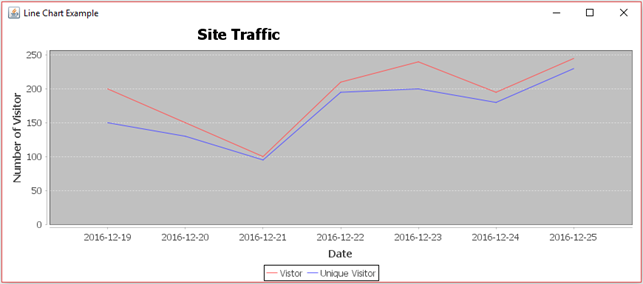 Line Chart Example
Site Traffic
Number of Visitor
250
200
150
100
50
0
2016-12-19 2016-12-20 2016-12-21 2016-12-22 2016-12-23 2016-12-24 2016-12-25
Date
Vistor Unique Visitor